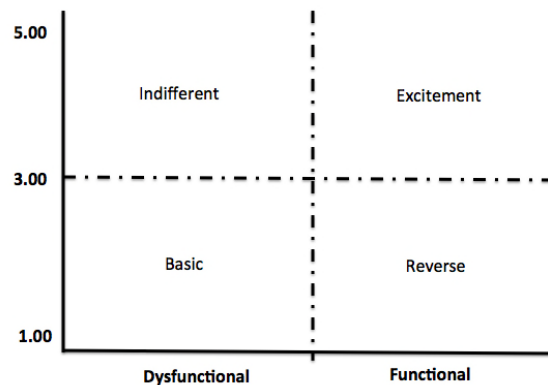 5.00
Indifferent
Excitement
3.00
Basic
Reverse
1.00
Dysfunctional
Functional